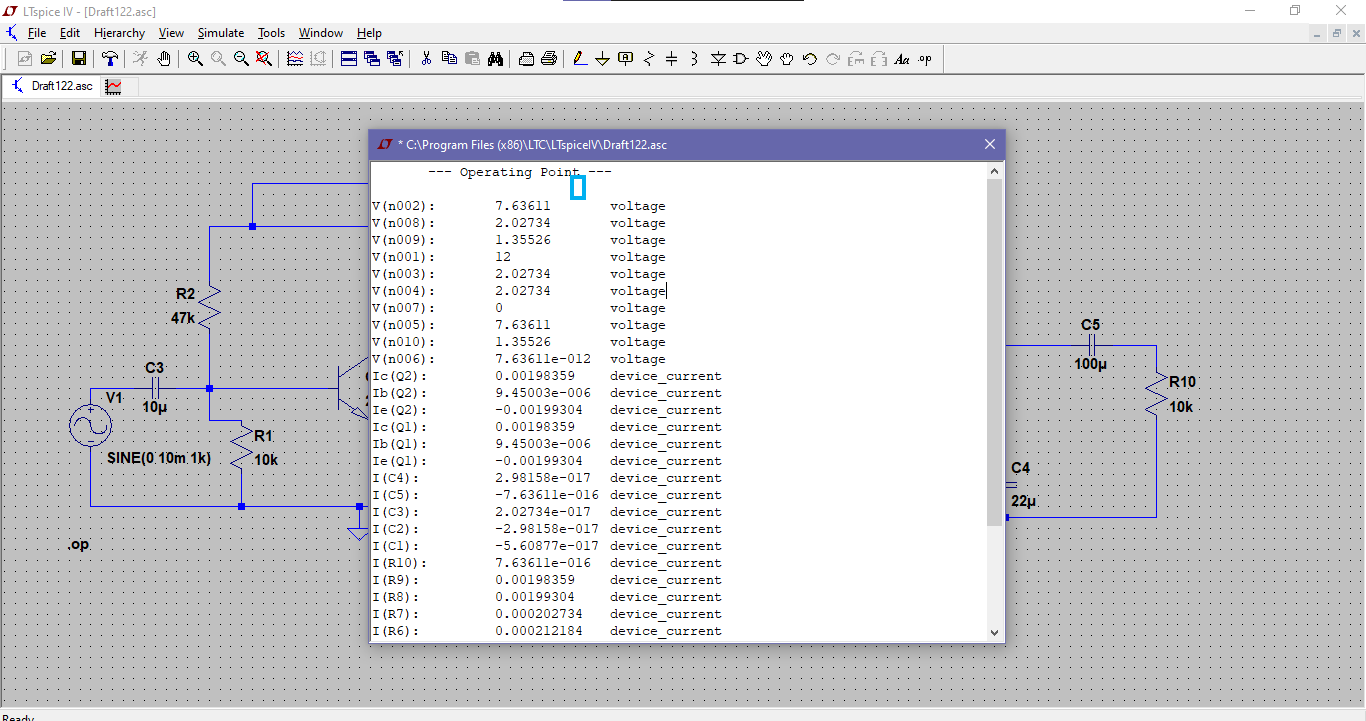 LTspice IV - [Draft122.asc]
File Edit Hierarchy View Simulate Tools Window Help
Aa .op
Draft122.asc
* C:\Program Files (x86)\LTC\LTspiceIV\Draft122.asc
--- Operating Point ---
V(n002): 7.63611 voltage
V(n008): 2.02734 voltage
V(n009): 1.35526 voltage
V(n001): 12 voltage
V(n003): 2.02734 voltage
V(n004): 2.02734 voltage
V(n007): 0 voltage
V(n005): 7.63611 voltage
V(n010): 1.35526 voltage
V(n006): 7.63611e-012 voltage
Ic(Q2): 0.00198359 device_current
Ib(Q2): 9.45003e-006 device_current
Ie(Q2): -0.00199304 device_current
Ic(Q1): 0.00198359 device_current
Ib(Q1): 9.45003e-006 device_current
Ie(Q1): -0.00199304 device_current
I(C4): 2.98158e-017 device_current
I(C5): -7.63611e-016 device_current
I(C3): 2.02734e-017 device_current
I(C2): -2.98158e-017 device_current
I(C1): -5.60877e-017 device_current
I(R10): 7.63611e-016 device_current
I(R9): 0.00198359 device_current
I(R8): 0.00199304 device_current
I(R7): 0.000202734 device_current
I(R6): 0.000212184 device_current
R2
47k
C3
10µ
V1
SINE(0 10m 1k)
R1
10k
.op
C5
100µ
R10
10k
C4
22µ
Ready